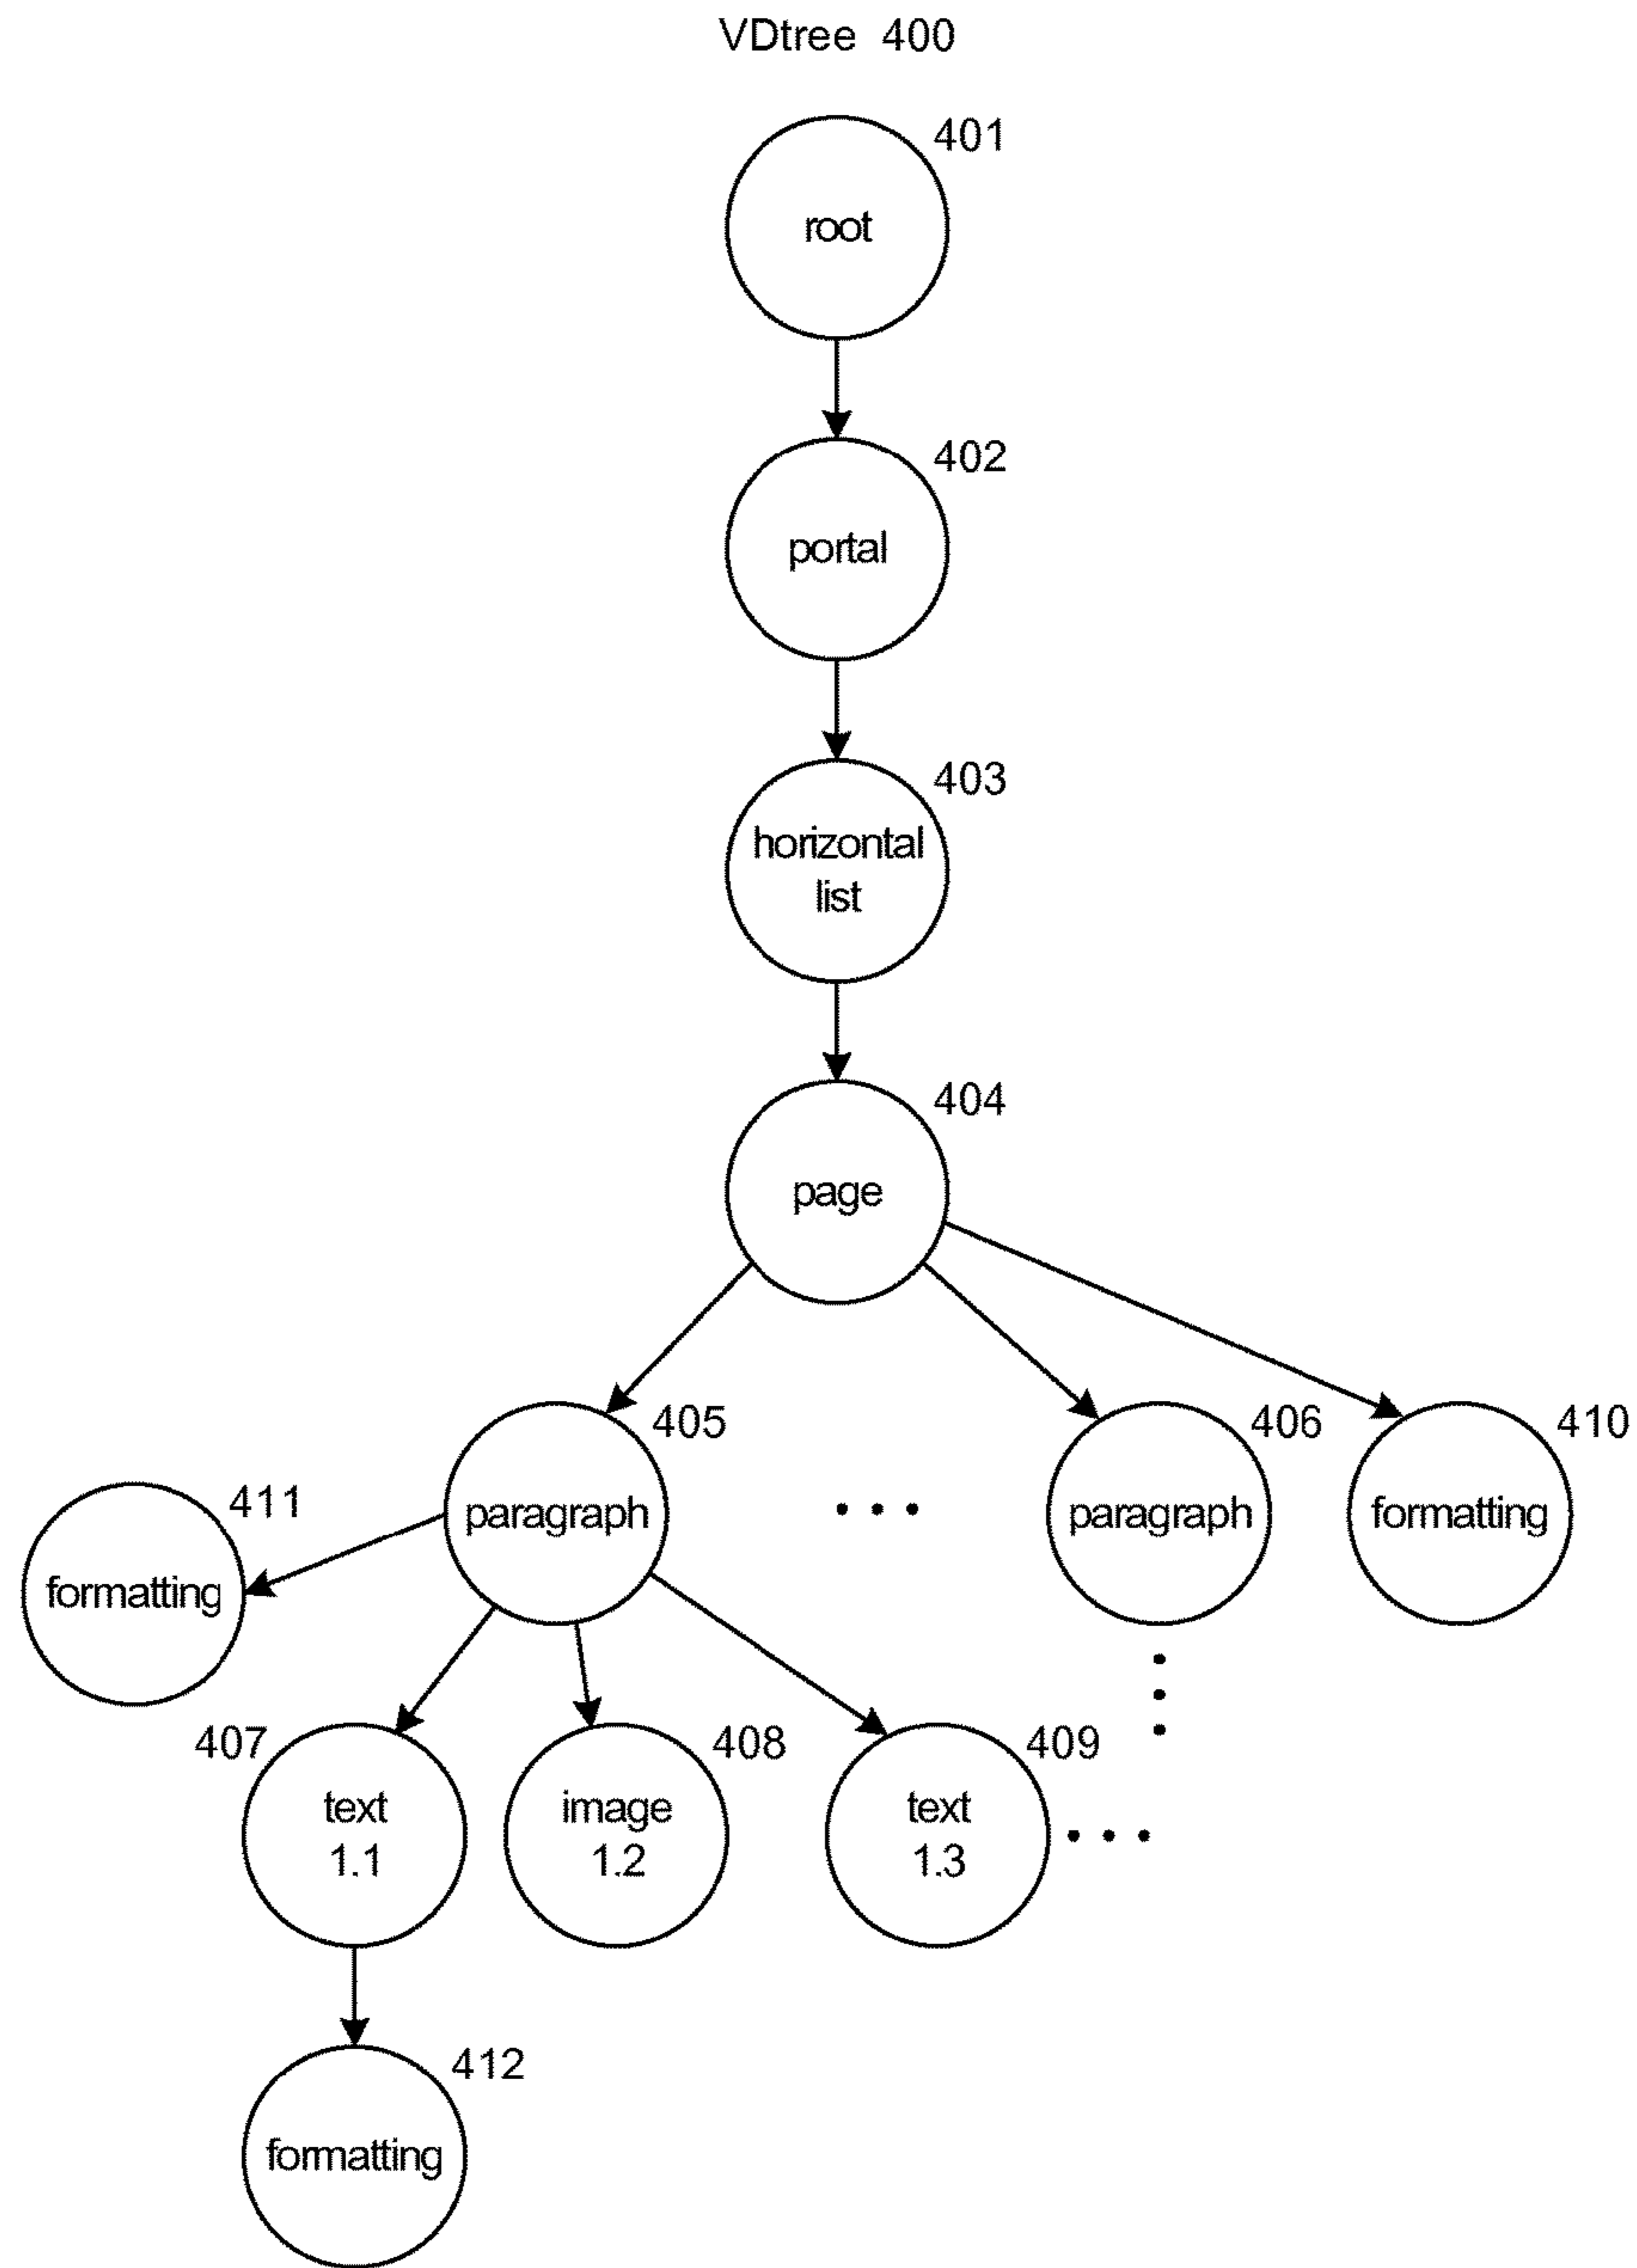 VDtree 400
401
root
402
portal
403
horizontal
list
404
page
405
406
410
411
paragraph
paragraph
formatting
formatting
407
408
409
text
1.1
image
1.2
text
1.3
412
formatting